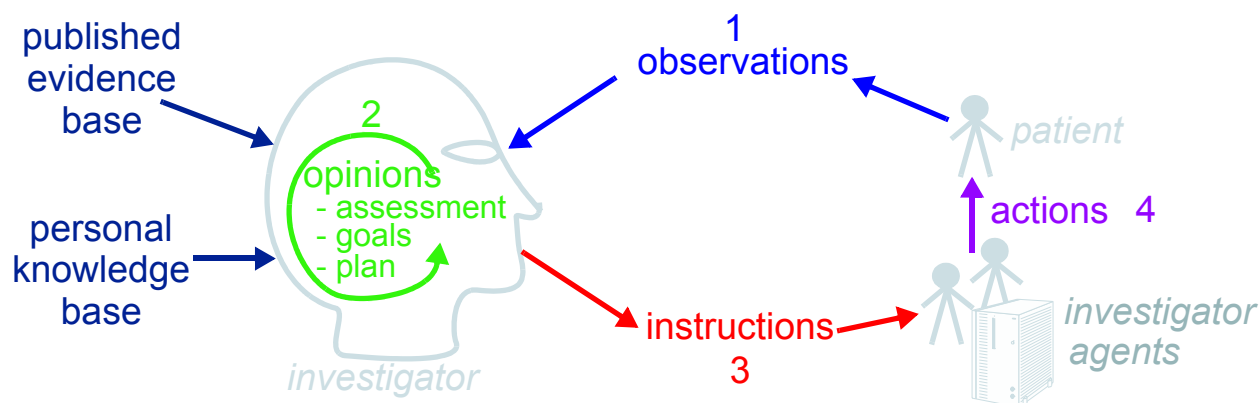 published
evidence
base
personal
knowledge
base
2
opinions
- assessment
- goals
- plan
investigator
1
observations
patient
actions 4
instructions
3
investigator
agents